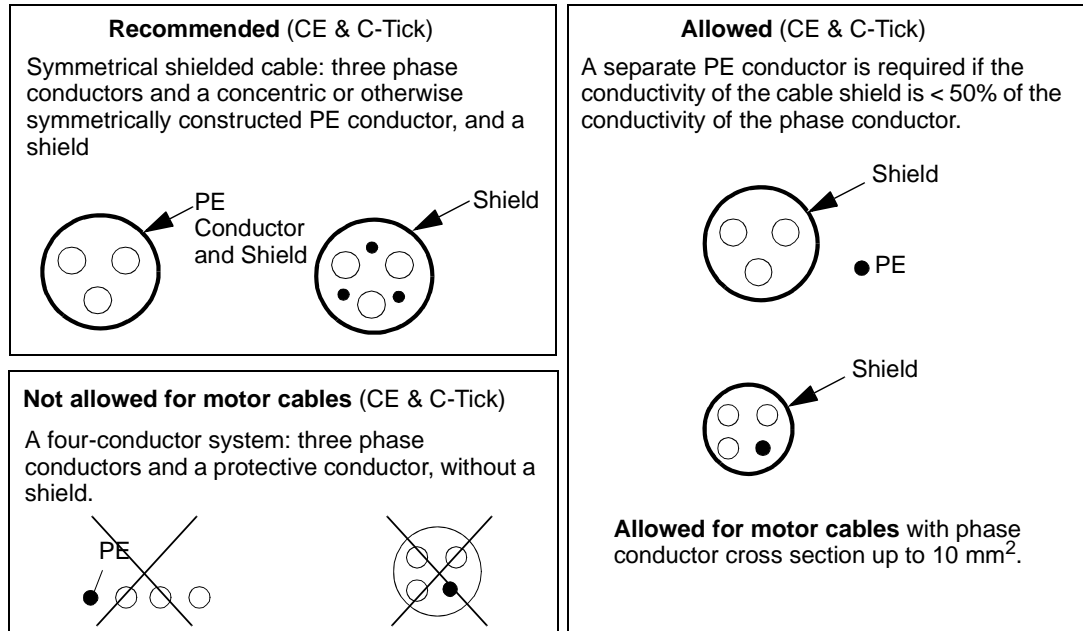 Recommended (CE & C-Tick)
Symmetrical shielded cable: three phase
conductors and a concentric or otherwise
symmetrically constructed PE conductor, and a
shield
PE
Conductor
and Shield
Shield
Not allowed for motor cables (CE & C-Tick)
A four-conductor system: three phase
conductors and a protective conductor, without a
shield.
PE
Allowed (CE & C-Tick)
A separate PE conductor is required if the
conductivity of the cable shield is < 50% of the
conductivity of the phase conductor.
Shield
PE
Shield
Allowed for motor cables with phase
conductor cross section up to 10 mm².